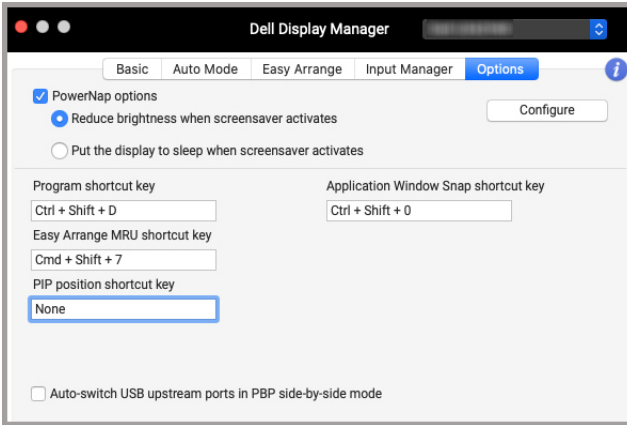 Dell Display Manager
Basic Auto Mode Easy Arrange Input Manager Options i
PowerNap options
Configure
Reduce brightness when screensaver activates
Put the display to sleep when screensaver activates
Program shortcut key Application Window Snap shortcut key
Ctrl + Shift + D Ctrl + Shift + 0
Easy Arrange MRU shortcut key
Cmd + Shift + 7
PIP position shortcut key
None
Auto-switch USB upstream ports in PBP side-by-side mode